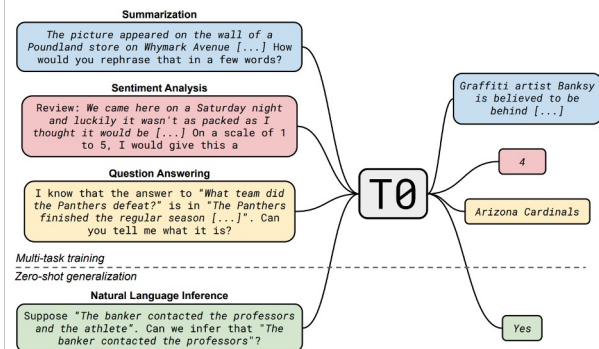 Summarization
The picture appeared on the wall of a
Poundland store on Whymark Avenue [...] How
would you rephrase that in a few words?
Sentiment Analysis
Review: We came here on a Saturday night
and luckily it wasn't as packed as I
thought it would be [...] On a scale of 1
to 5, I would give this a
Question Answering
I know that the answer to "What team did
the Panthers defeat?" is in "The Panthers
finished the regular season [...]". Can
you tell me what it is?
Multi-task training
Zero-shot generalization
Natural Language Inference
Suppose "The banker contacted the professors
and the athlete". Can we infer that "The
banker contacted the professors"?
T0
Graffiti artist Banksy
is believed to be
behind [...]
4
Arizona Cardinals
Yes